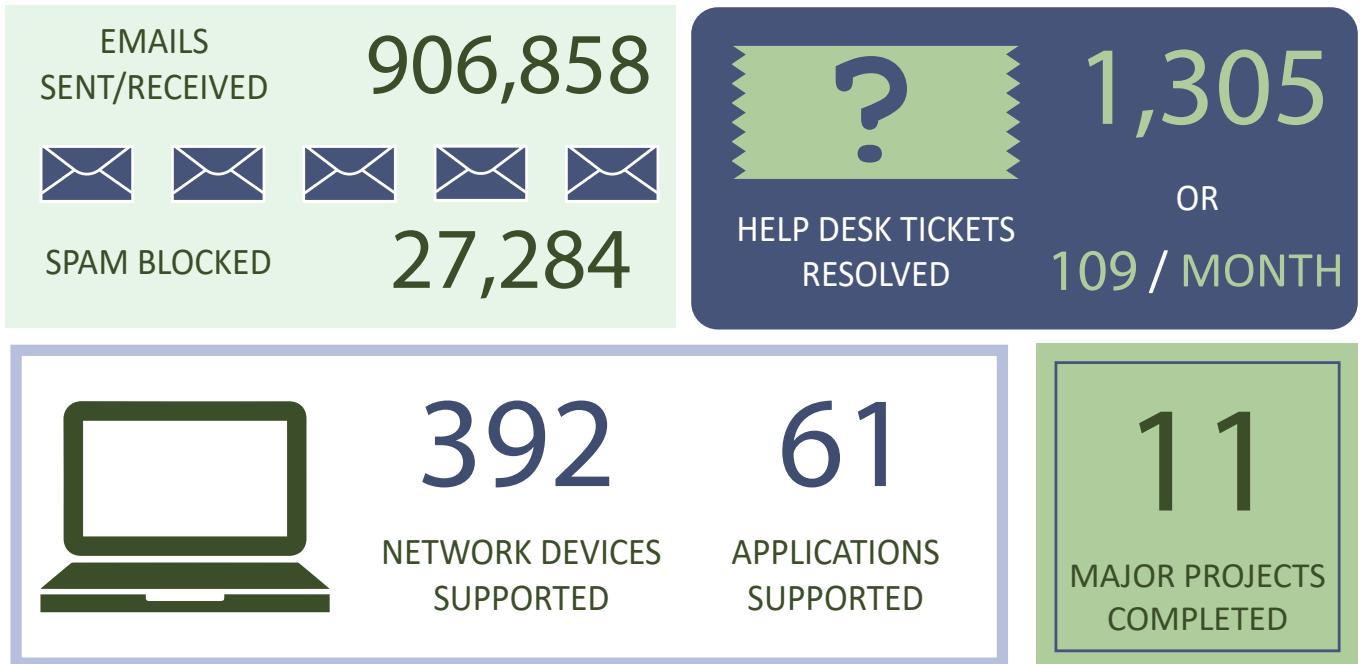 EMAILS
SENT/RECEIVED
906,858
SPAM BLOCKED
27,284
?
HELP DESK TICKETS
RESOLVED
1,305
OR
109 / MONTH
392
NETWORK DEVICES
SUPPORTED
61
APPLICATIONS
SUPPORTED
11
MAJOR PROJECTS
COMPLETED